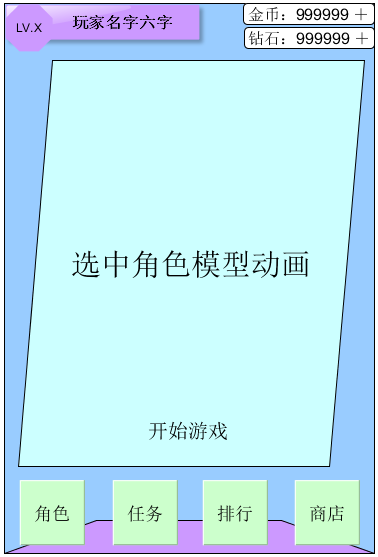 LV.X
玩家名字六字
金币：999999 ＋
钻石：999999 ＋
选中角色模型动画
开始游戏
角色
任务
排行
商店